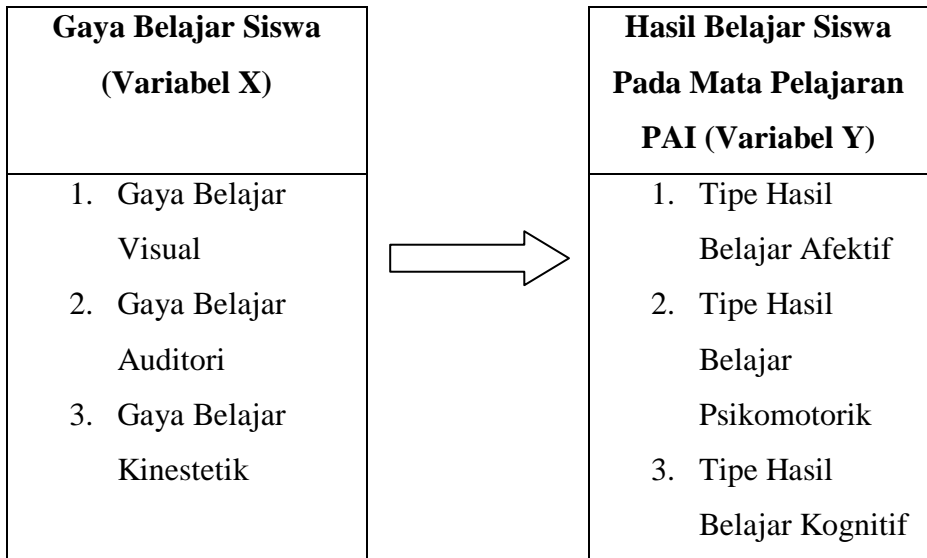 Gaya Belajar Siswa
(Variabel X)
1. Gaya Belajar
Visual
2. Gaya Belajar
Auditori
3. Gaya Belajar
Kinestetik
Hasil Belajar Siswa
Pada Mata Pelajaran
PAI (Variabel Y)
1. Tipe Hasil
Belajar Afektif
2. Tipe Hasil
Belajar
Psikomotorik
3. Tipe Hasil
Belajar Kognitif